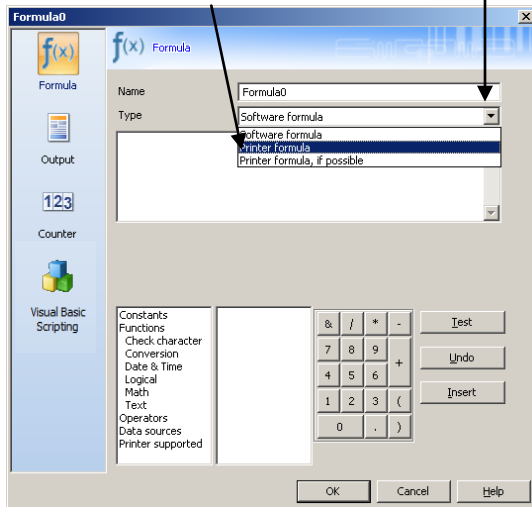 Formula0
f(x)
Formula
Output
123
Counter
Visual Basic
Scripting
f(x) Formula
Name
Formula0
Type
Software formula
Software formula
Printer formula
Printer formula, if possible
Constants
Functions
Check character
Conversion
Date & Time
Logical
Math
Text
Operators
Data sources
Printer supported
& / * -
7 8 9 +
4 5 6
1 2 3 (
0 . )
Test
Undo
Insert
OK Cancel Help